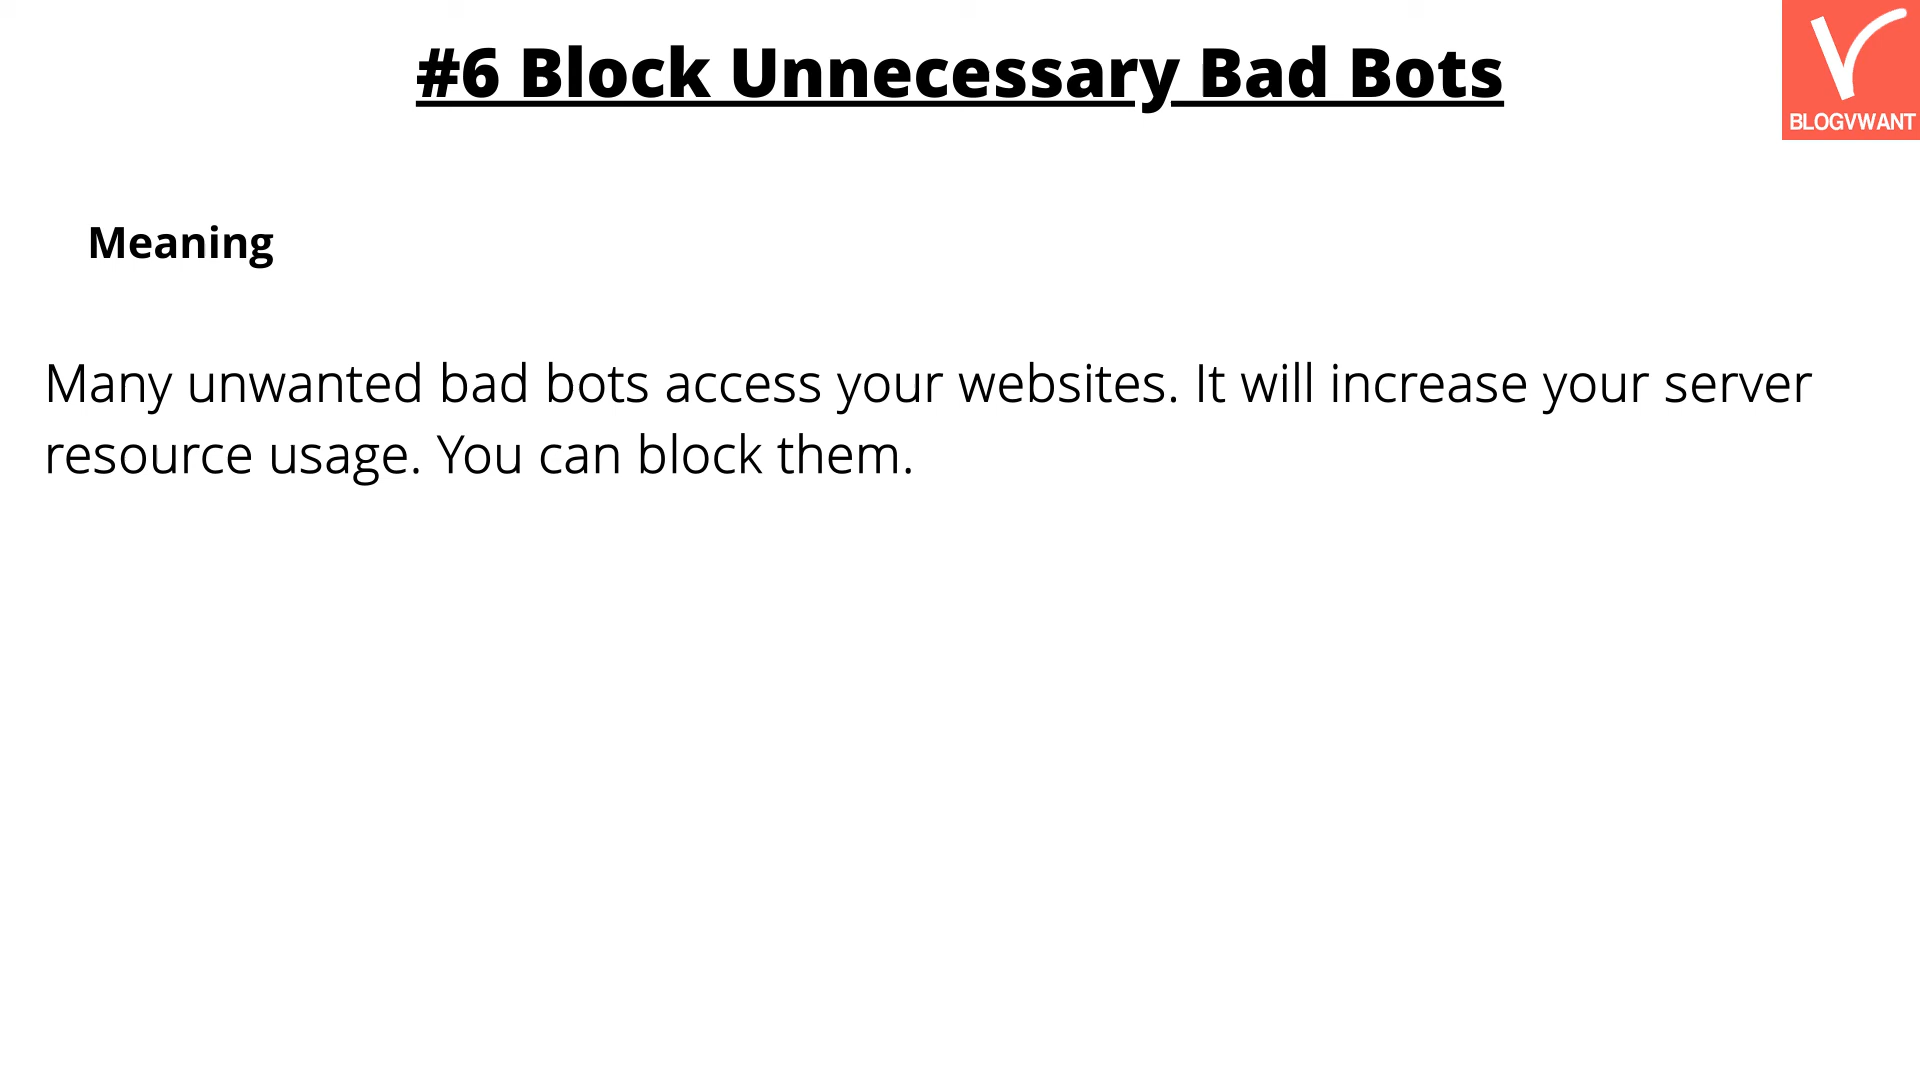 #6 Block Unnecessary Bad Bots
BLOGVWANT
Meaning
Many unwanted bad bots access your websites. It will increase your server
resource usage. You can block them.